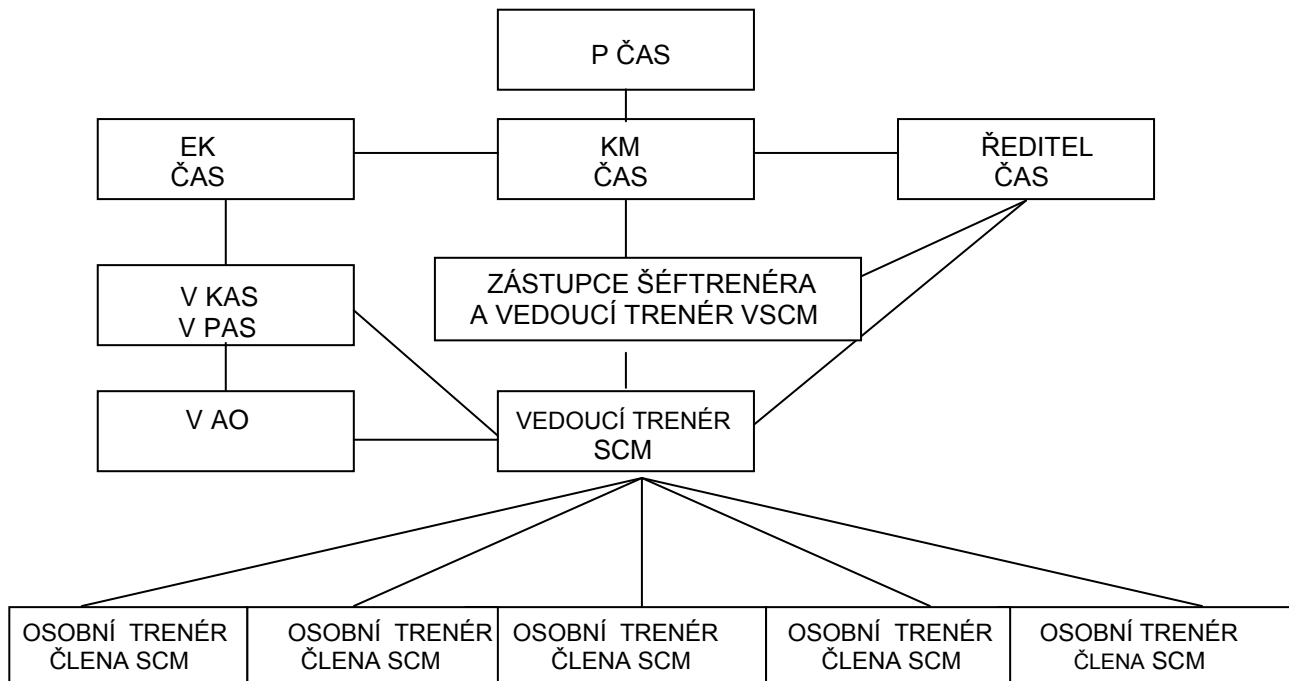 P ČAS
EK
ČAS
KM
ČAS
ŘEDITEL
ČAS
V KAS
V PAS
ZÁSTUPCE ŠÉFTRENÉRA
A VEDOUCÍ TRENÉR VSCM
V AO
VEDOUCÍ TRENÉR
SCM
OSOBNÍ TRENÉR
ČLENA SCM
OSOBNÍ TRENÉR
ČLENA SCM
OSOBNÍ TRENÉR
ČLENA SCM
OSOBNÍ TRENÉR
ČLENA SCM
OSOBNÍ TRENÉR
ČLENA SCM